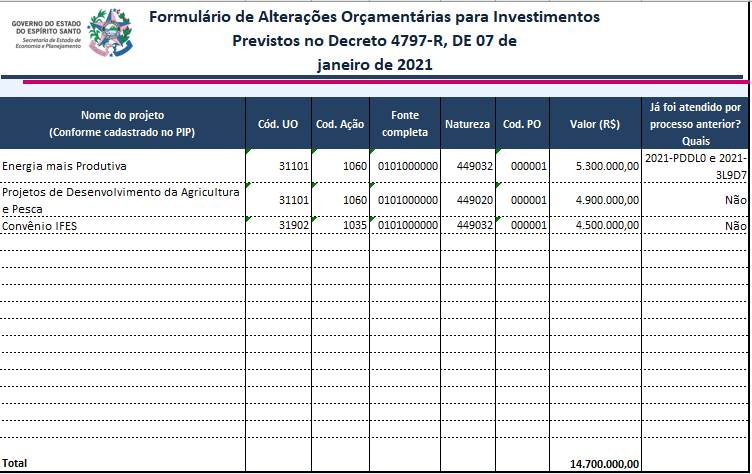 GOVERNO DO ESTADO
DO ESPÍRITO SANTO
Secretaria de Estado de
Economia e Planejamento
Formulário de Alterações Orçamentárias para Investimentos
Previstos no Decreto 4797-R, DE 07 de
janeiro de 2021
Nome do projeto
(Conforme cadastrado no PIP)
Cód. UO
Cod. Ação
Fonte
completa
Natureza
Cod. PO
Valor (R$)
Já foi atendido por
processo anterior?
Quais
Energia mais Produtiva 31101 1060 0101000000 449032 000001 5.300.000,00 2021-PDDL0 e 2021-
3L9D7
Projetos de Desenvolvimento da Agricultura
e Pesca 31101 1060 0101000000 449020 000001 4.900.000,00 Não
Convênio IFES 31902 1035 0101000000 449032 000001 4.500.000,00 Não
Total 14.700.000,00